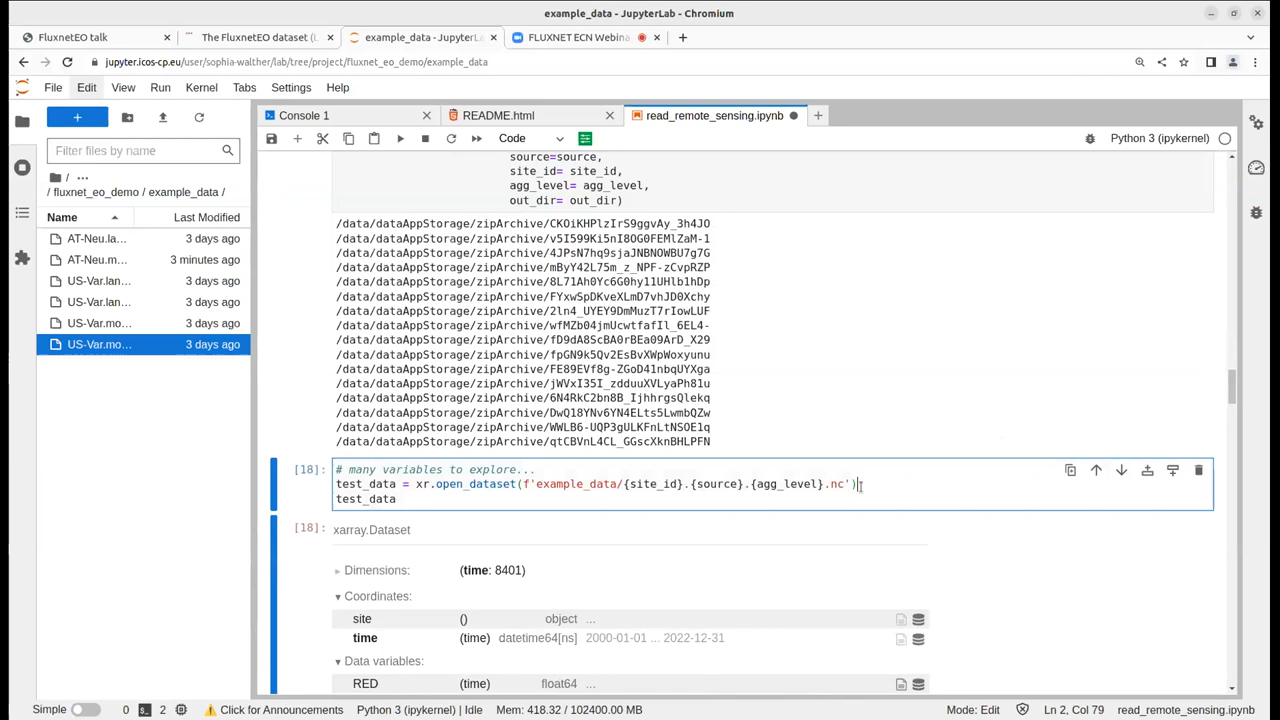 example_data - JupyterLab - Chromium
FluxnetEO talk
The FluxnetEO dataset (L
example_data - JupyterLab
FLUXNET ECN Webina
jupyter.icos-cp.eu/user/sophia-walther/lab/tree/project/fluxnet_eo_demo/example_data
File Edit View Run Kernel Tabs Settings Help
Console 1
README.html
read_remote_sensing.ipynb
Code
Python 3 (ipykernel)
Filter files by name
/ ...
/ fluxnet_eo_demo / example_data /
Name Last Modified
AT-Neu.la... 3 days ago
AT-Neu.m... 3 minutes ago
US-Var.lan... 3 days ago
US-Var.lan... 3 days ago
US-Var.mo... 3 days ago
US-Var.mo... 3 days ago
source=source,
site_id= site_id,
agg_level= agg_level,
out_dir= out_dir)
/data/dataAppStorage/zipArchive/CKOiKHPlzIrS9ggvAy_3h4JO
/data/dataAppStorage/zipArchive/v5I599Ki5nI8OG0FEMlZaM-1
/data/dataAppStorage/zipArchive/4JPsN7hq9sjaJNBNOWBU7g7G
/data/dataAppStorage/zipArchive/mByY42L75m_z_NPF-zCvpRZP
/data/dataAppStorage/zipArchive/8L71Ah0Yc6G0hy11UHlb1hDp
/data/dataAppStorage/zipArchive/FYxwSpDKveXLmD7vhJD0Xchy
/data/dataAppStorage/zipArchive/2ln4_UYEY9DmMuzT7rIowLUF
/data/dataAppStorage/zipArchive/wfMZb04jmUcwtfafIl_6EL4-
/data/dataAppStorage/zipArchive/fD9dA8ScBA0rBEa09ArD_X29
/data/dataAppStorage/zipArchive/fpGN9k5Qv2EsBvXWpWoxyunu
/data/dataAppStorage/zipArchive/FE89EVf8g-ZGoD41nbqUYXga
/data/dataAppStorage/zipArchive/jWVxI35I_zdduuXVLyaPh81u
/data/dataAppStorage/zipArchive/6N4RkC2bn8B_IjhhrgsQlekq
/data/dataAppStorage/zipArchive/DwQ18YNv6YN4ELts5LwmbQZw
/data/dataAppStorage/zipArchive/WWLB6-UQP3gULKFnLtNSOE1q
/data/dataAppStorage/zipArchive/qtCBVnL4CL_GGscXknBHLPFN
[18]: # many variables to explore...
test_data = xr.open_dataset(f'example_data/{site_id}.{source}.{agg_level}.nc')
test_data
[18]: xarray.Dataset
Dimensions: (time: 8401)
Coordinates:
site () object ...
time (time) datetime64[ns] 2000-01-01 ... 2022-12-31
Data variables:
RED (time) float64 ...
Simple 0 2 Click for Announcements Python 3 (ipykernel) | Idle Mem: 418.32 / 102400.00 MB Mode: Edit Ln 2, Col 79 read_remote_sensing.ipynb